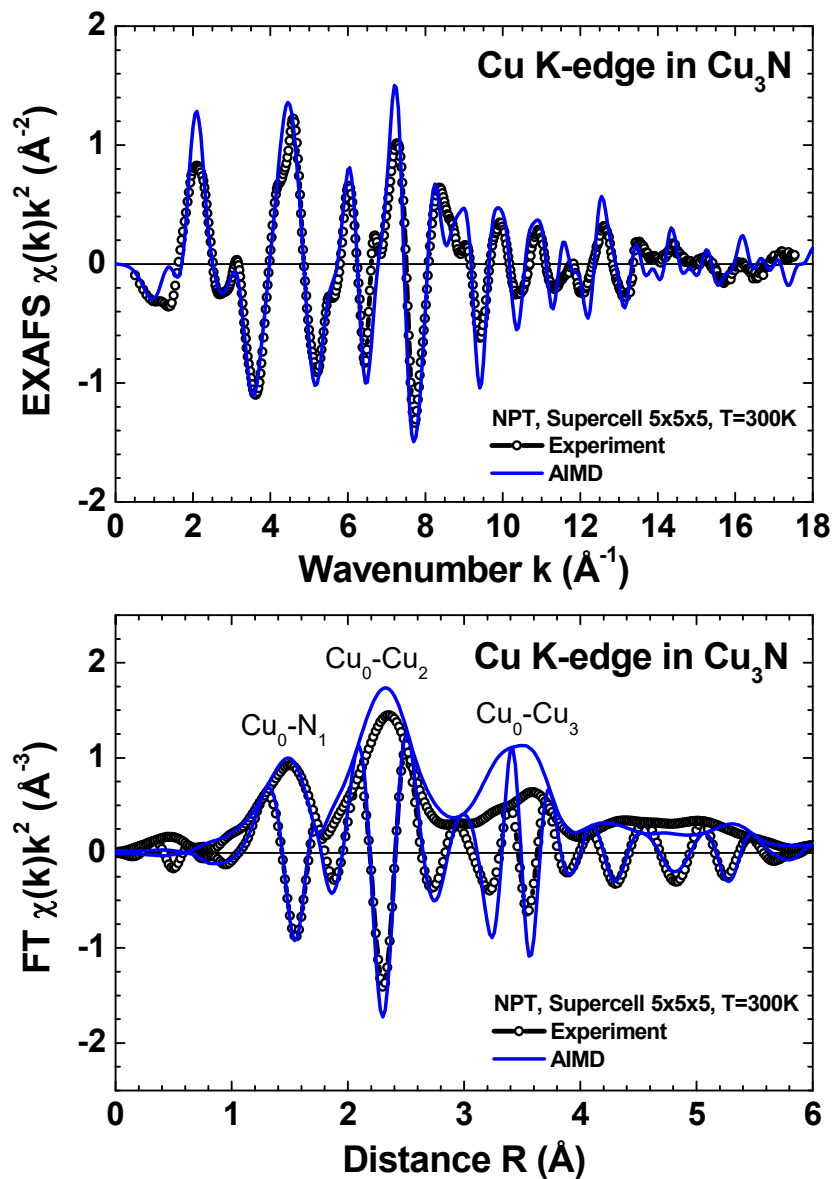 2
1
0
-1
-2
EXAFS χ(k)k² (Å⁻²)
Cu K-edge in Cu₃N
NPT, Supercell 5x5x5, T=300K
Experiment
AIMD
0 2 4 6 8 10 12 14 16 18
Wavenumber k (Å⁻¹)
2
1
0
-1
-2
FT χ(k)k² (Å⁻³)
Cu K-edge in Cu₃N
Cu₀-Cu₂
Cu₀-N₁
Cu₀-Cu₃
NPT, Supercell 5x5x5, T=300K
Experiment
AIMD
0 1 2 3 4 5 6
Distance R (Å)